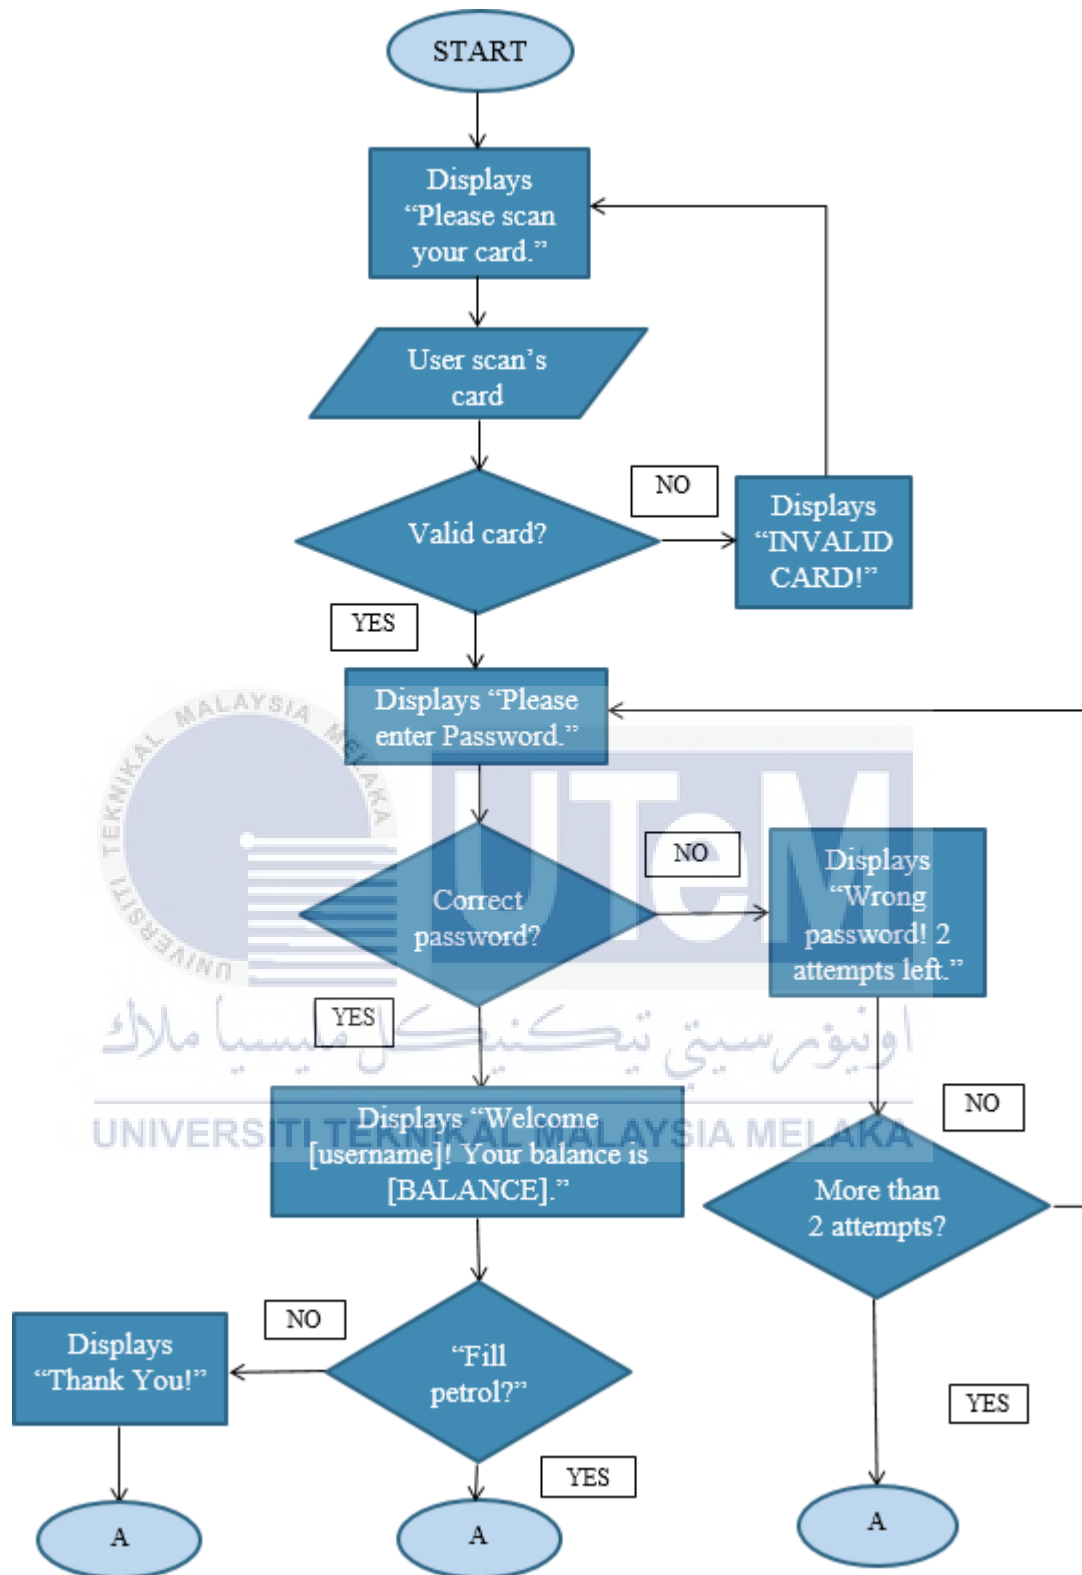 START
Displays
“Please scan
your card.”
User scan’s
card
Valid card?
NO
Displays
“INVALID
CARD!”
YES
Displays “Please
enter Password.”
UNIVERSITI TEKNIKAL MALAYSIA MELAKA
UTeM
Correct
password?
NO
Displays
“Wrong
password! 2
attempts left.”
YES
اونيۏرسيتي تيكنيكل مليسيا ملاك
UNIVERSITI TEKNIKAL MALAYSIA MELAKA
Displays “Welcome
[username]! Your balance is
[BALANCE].”
NO
More than
2 attempts?
NO
Displays
“Thank You!”
“Fill
petrol?”
YES
YES
A
A
A